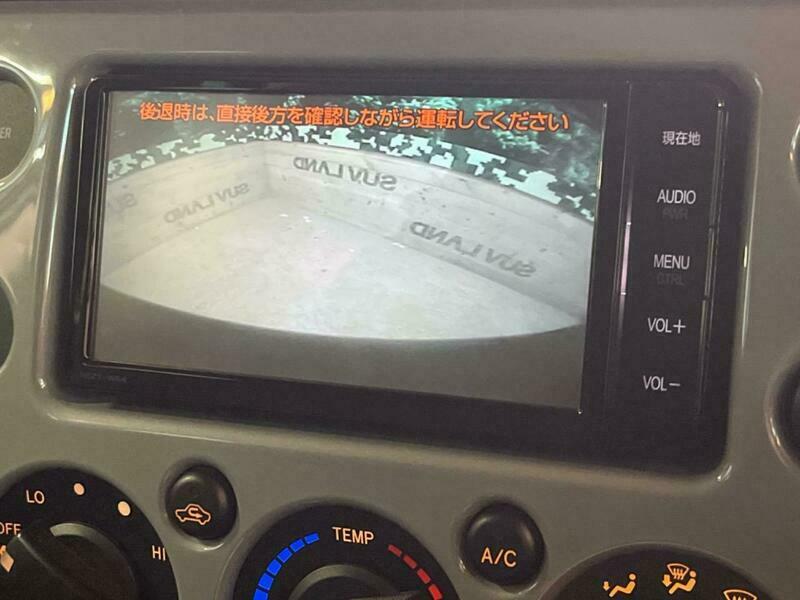 後退時は、直接後方を確認しながら運転してください
現在地
AUDIO
PWR
MENU
CTRL
VOL+
VOL-
SUV LAND
SUV LAND
SUV LAND
SUV
LO
OFF
HI
TEMP
A/C